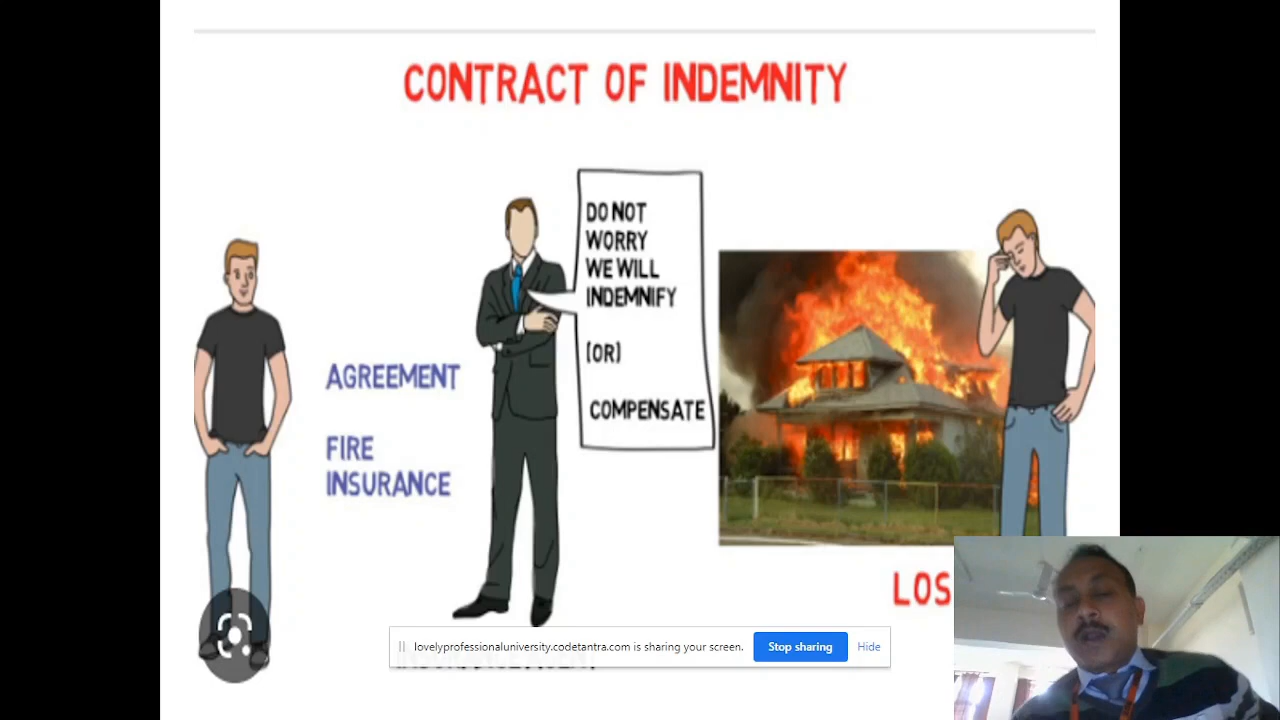 CONTRACT OF INDEMNITY
DO NOT
WORRY
WE WILL
INDEMNIFY
(OR)
COMPENSATE
AGREEMENT
FIRE
INSURANCE
LOS
lovelyprofessionaluniversity.codetantra.com is sharing your screen.
Stop sharing
Hide